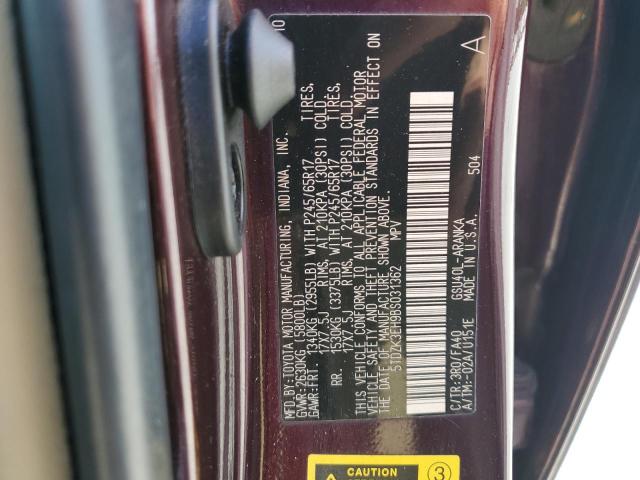 MFD.BY:TOYOTA MOTOR MANUFACTURING, INDIANA, INC. 10
GVWR:2630KG (5800LB)
GAWR:FRT. 1340KG (2955LB) WITH P245/65R17 TIRES,
17X7.5J RIMS, AT 210KPA (30PSI) COLD.
RR. 1530KG (3375LB) WITH P245/65R17 TIRES,
17X7.5J RIMS, AT 210KPA (30PSI) COLD.
THIS VEHICLE CONFORMS TO ALL APPLICABLE FEDERAL MOTOR
VEHICLE SAFETY AND THEFT PREVENTION STANDARDS IN EFFECT ON
THE DATE OF MANUFACTURE SHOWN ABOVE.
5TDZK3EH9BS031362 MPV
C/TR:3R0/FA40 GSU40L-ARANKA
A/TM:-02A/U151E MADE IN U.S.A.
504
A
CAUTION
3